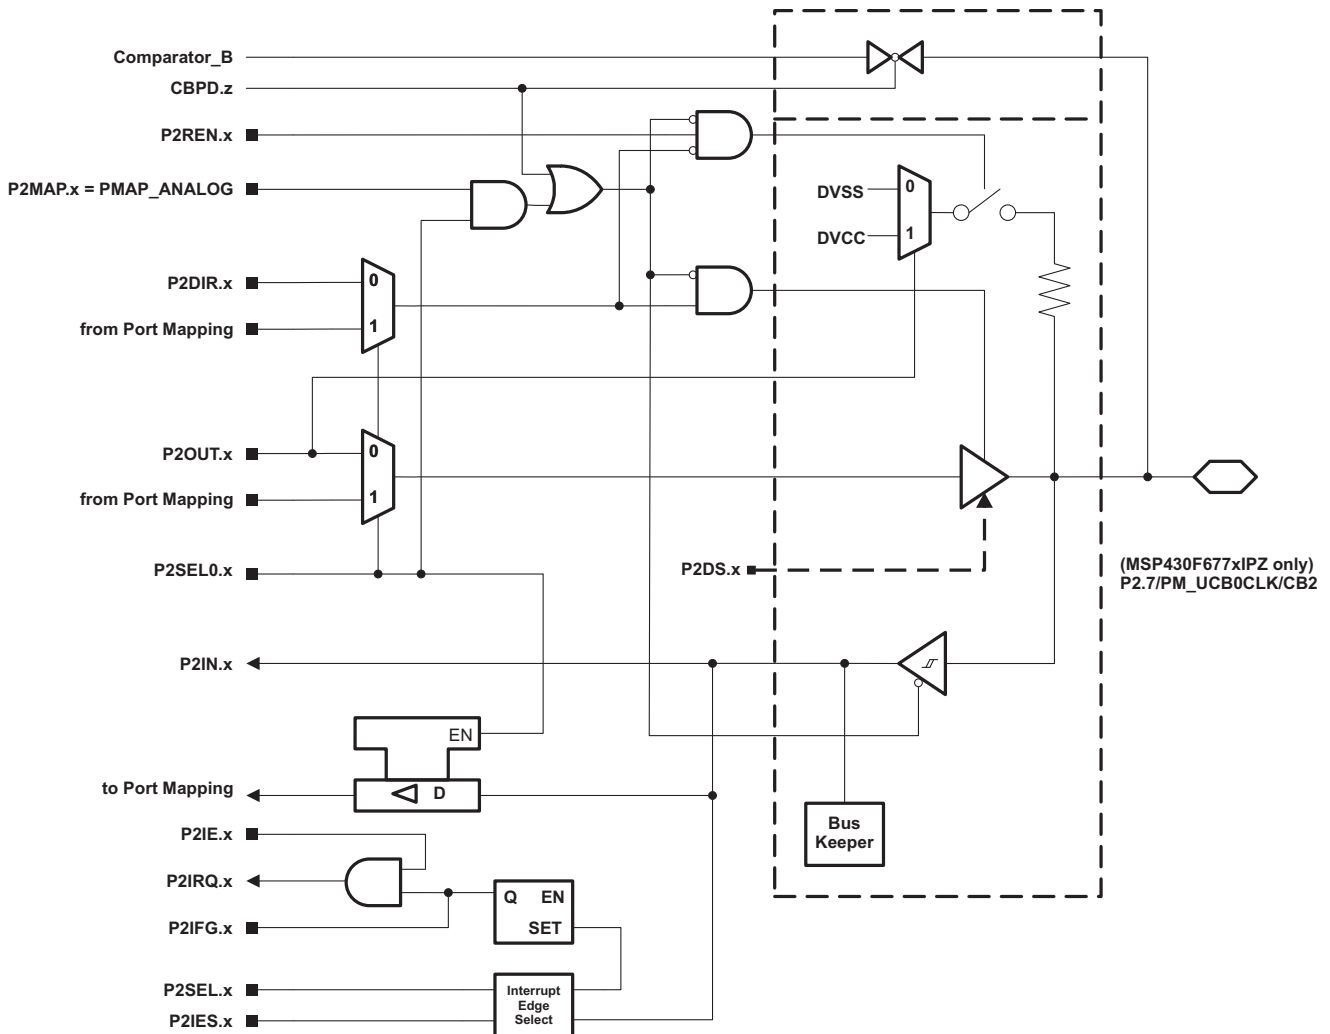 Comparator_B
CBPD.z
P2REN.x
P2MAP.x = PMAP_ANALOG
DVSS
0
DVCC
1
P2DIR.x
0
from Port Mapping
1
P2OUT.x
0
from Port Mapping
1
P2SEL0.x
P2DS.x
(MSP430F677xIPZ only)
P2.7/PM_UCB0CLK/CB2
P2IN.x
EN
to Port Mapping
D
Bus
Keeper
P2IE.x
P2IRQ.x
Q EN
SET
P2IFG.x
P2SEL.x
P2IES.x
Interrupt
Edge
Select